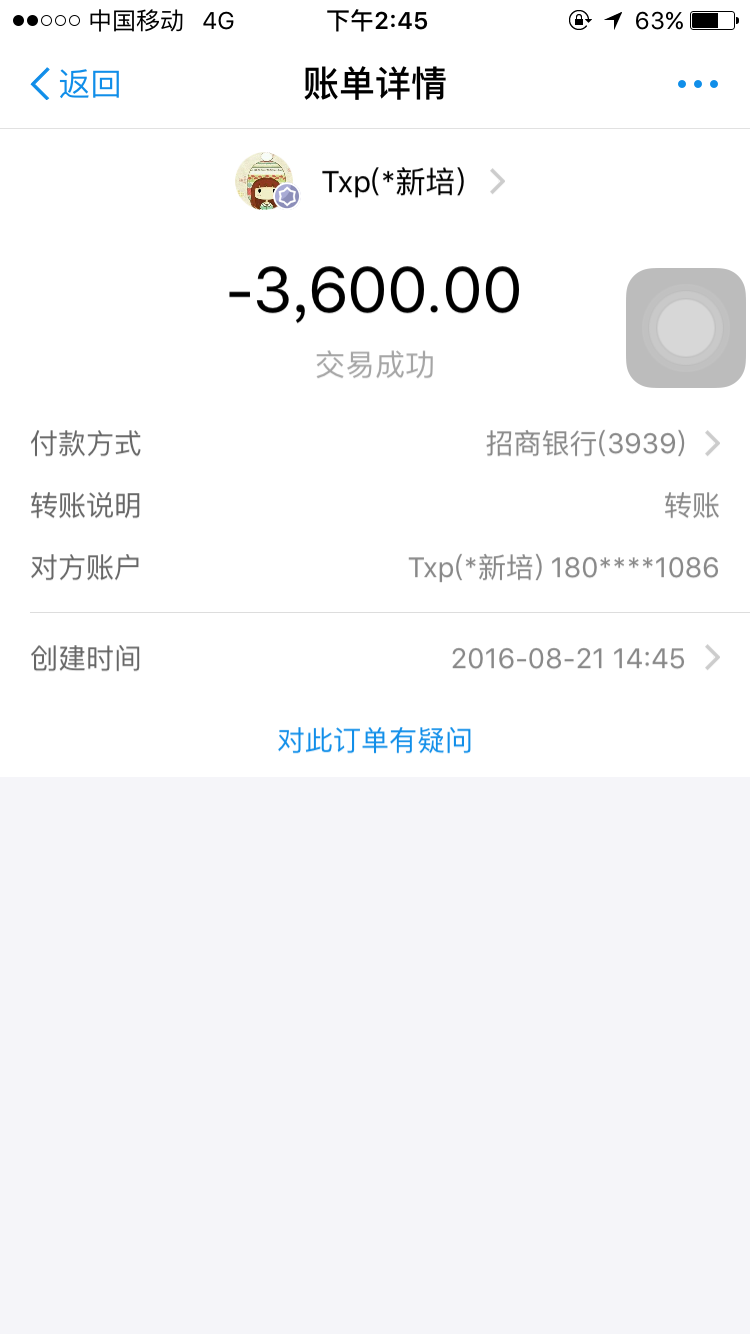 中国移动 4G 下午2:45 63%
返回 账单详情
Txp(*新培)
-3,600.00
交易成功
付款方式 招商银行(3939)
转账说明 转账
对方账户 Txp(*新培) 180****1086
创建时间 2016-08-21 14:45
对此订单有疑问